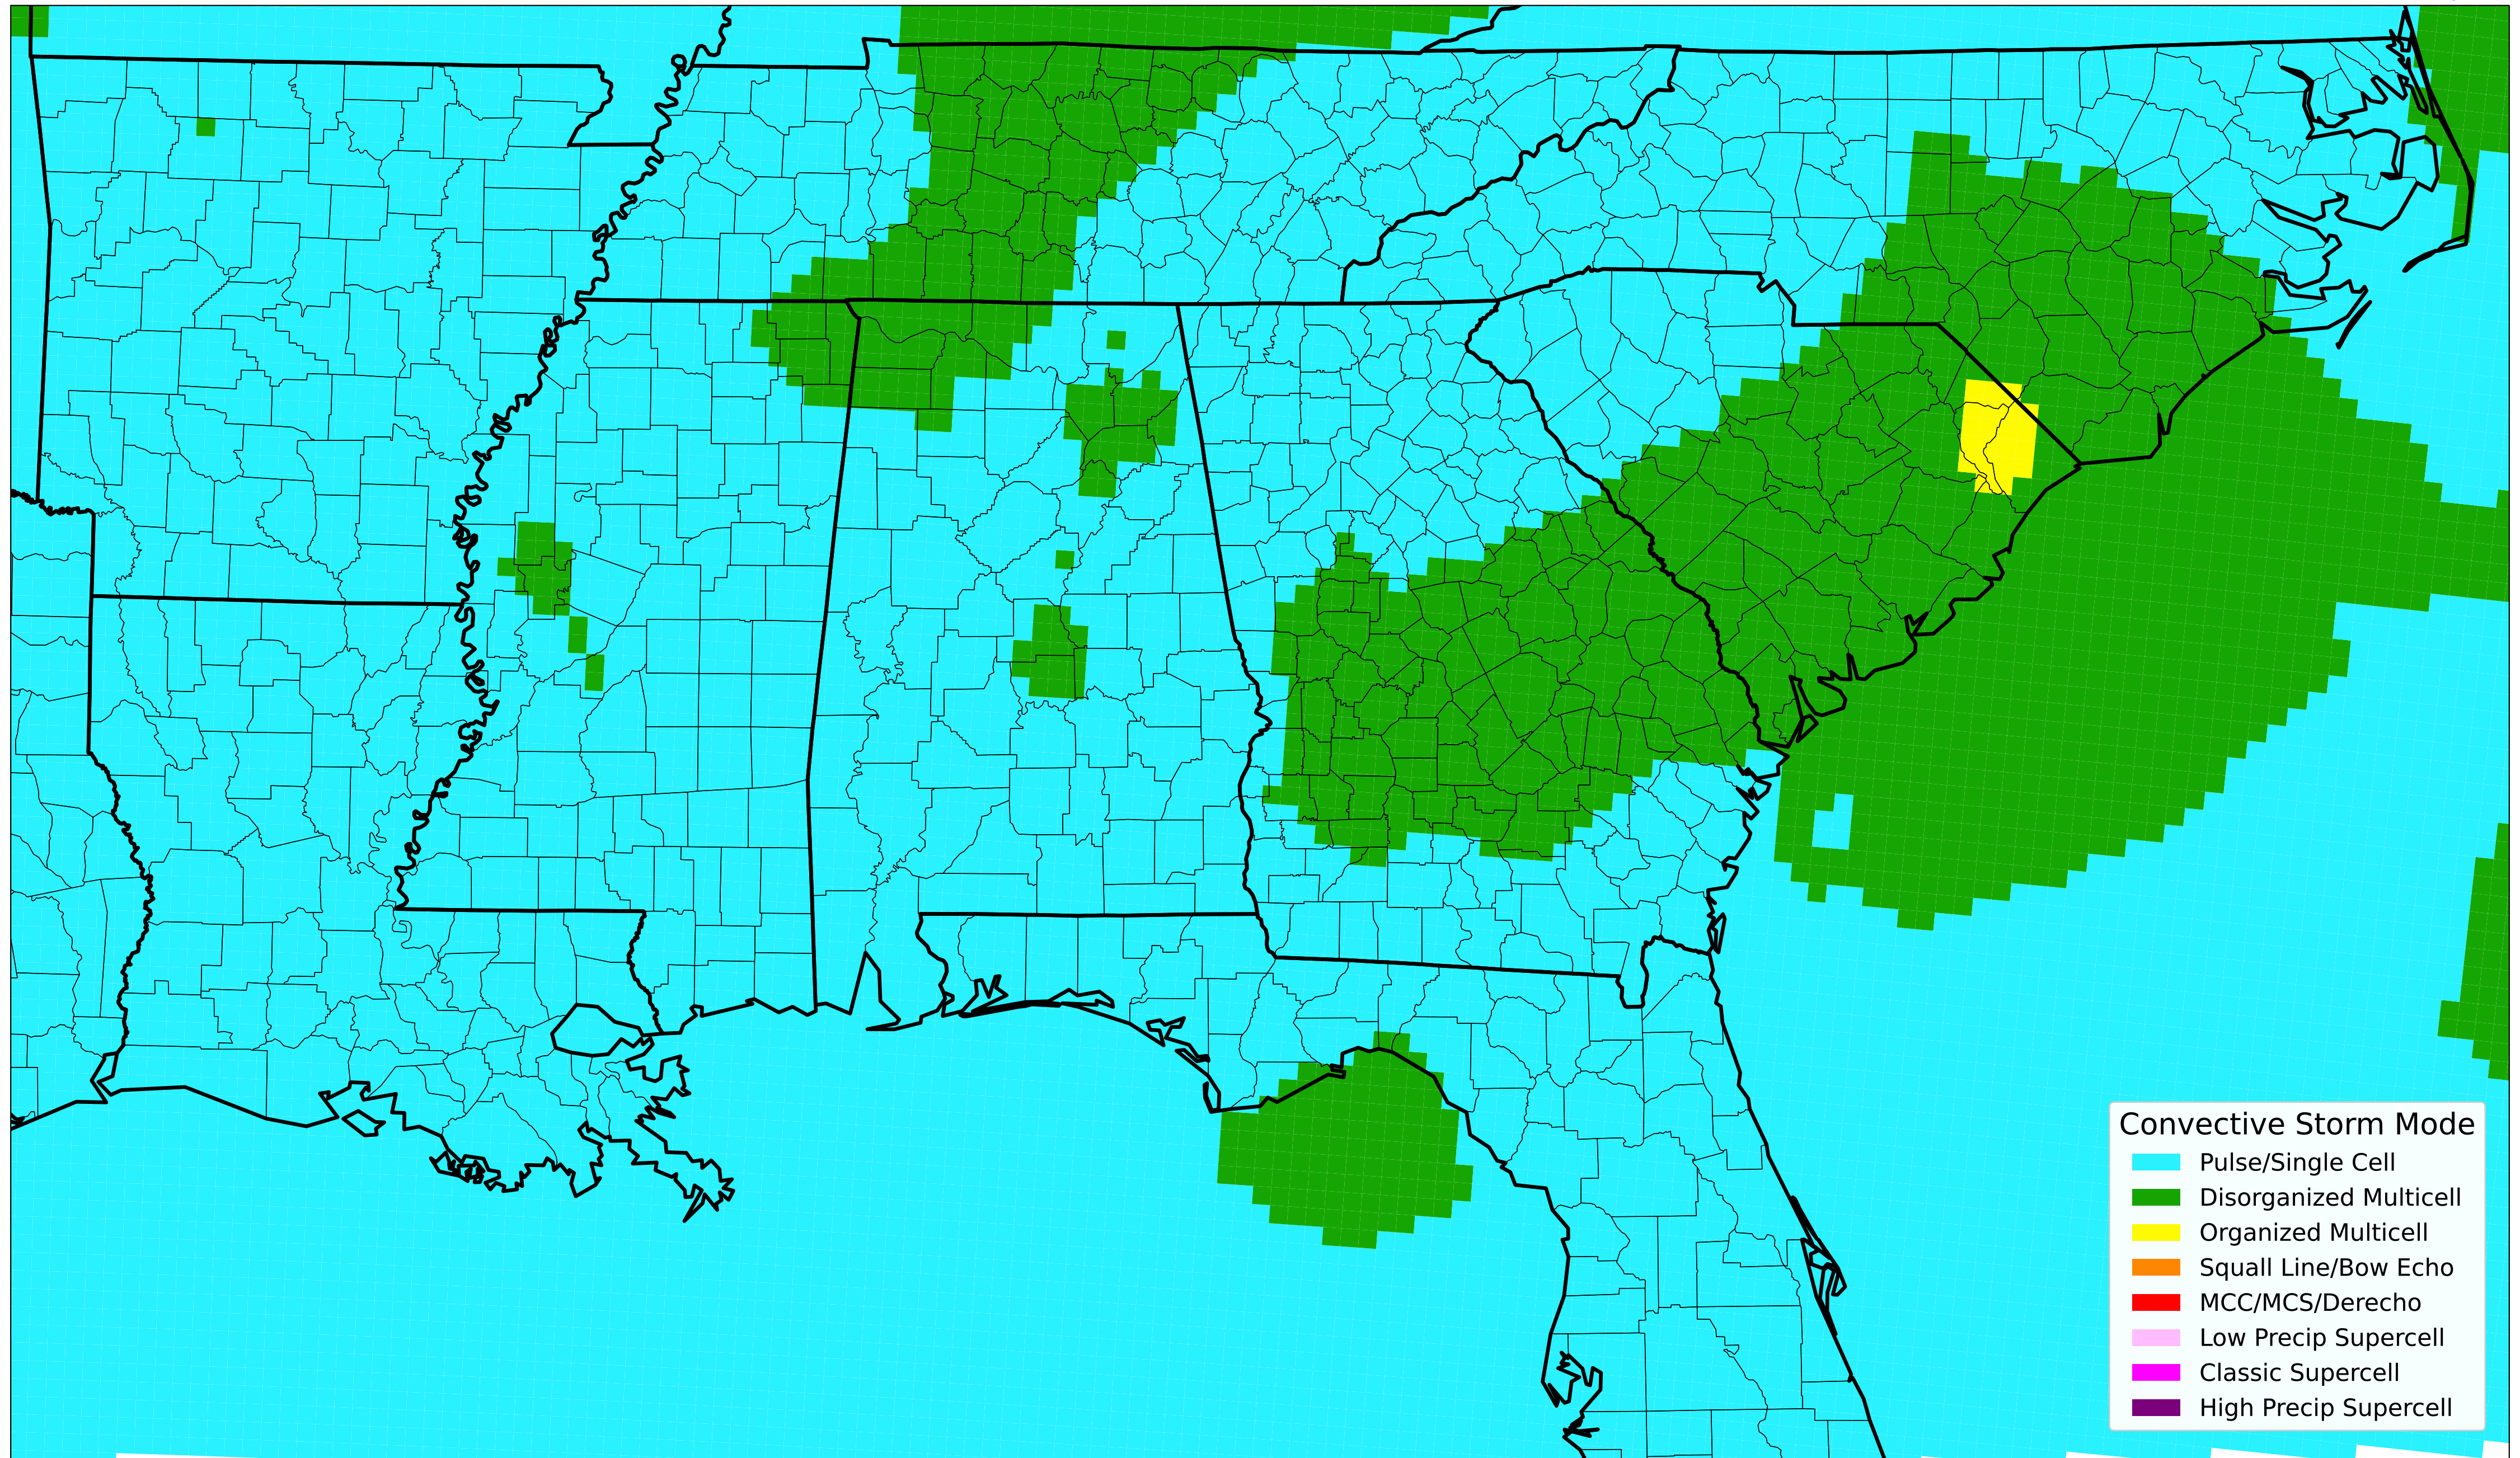 Convective Storm Mode
Pulse/Single Cell
Disorganized Multicell
Organized Multicell
Squall Line/Bow Echo
MCC/MCS/Derecho
Low Precip Supercell
Classic Supercell
High Precip Supercell